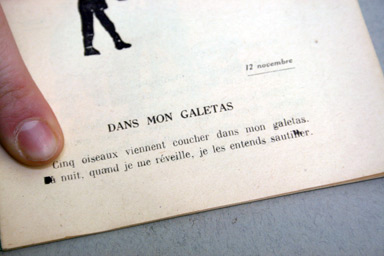 12 novembre
DANS MON GALETAS
Cinq oiseaux viennent coucher dans mon galetas.
La nuit, quand je me réveille, je les entends sautiller.